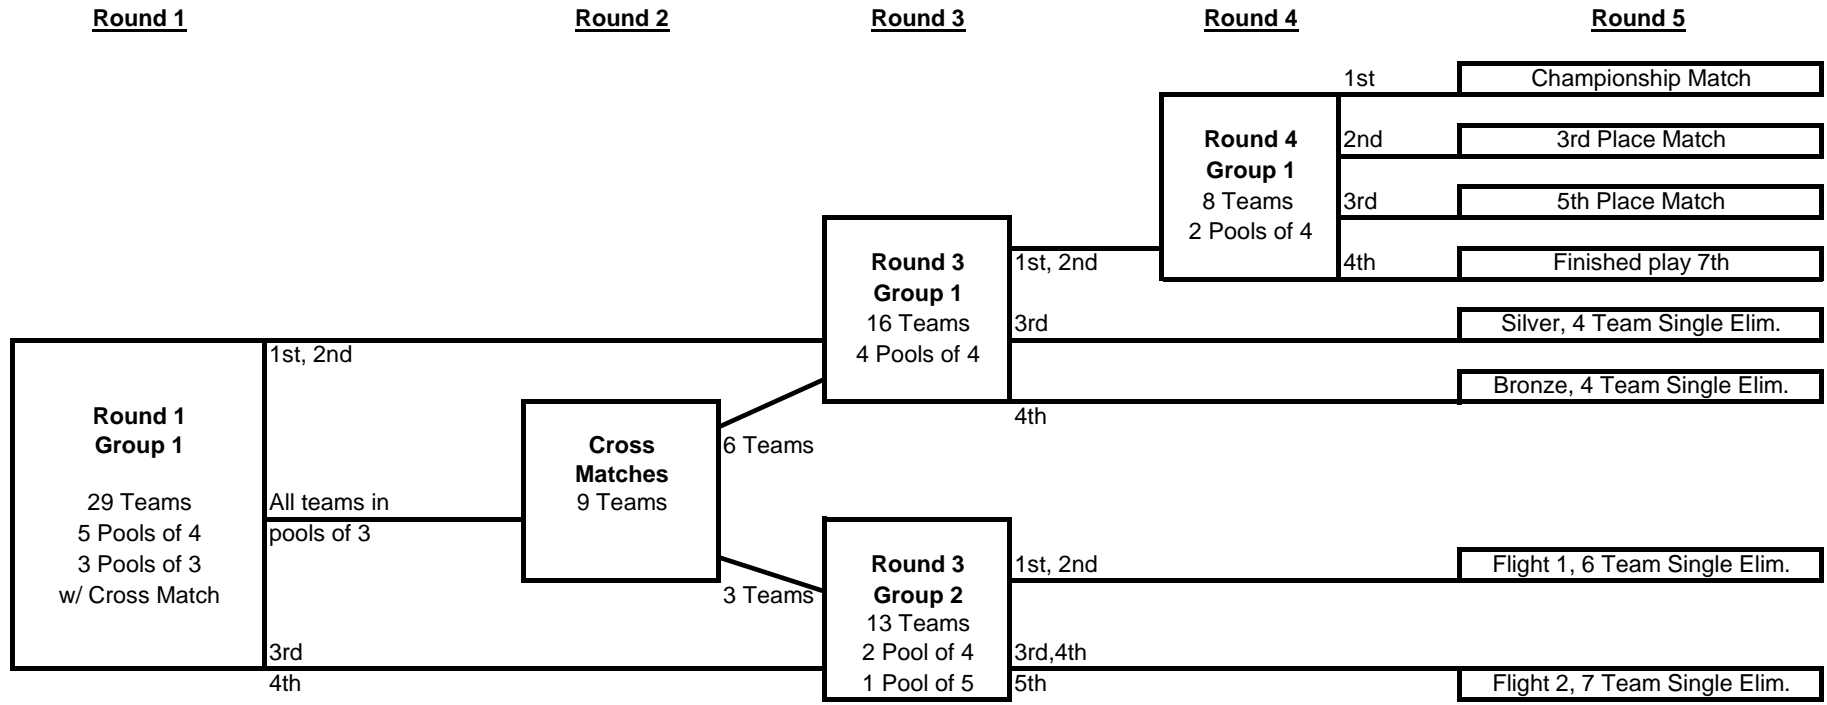 Round 1
Round 2
Round 3
Round 4
Round 5
1st
Championship Match
Round 4
Group 1
8 Teams
2 Pools of 4
2nd
3rd Place Match
3rd
5th Place Match
4th
Finished play 7th
Round 3
Group 1
16 Teams
4 Pools of 4
1st, 2nd
3rd
Silver, 4 Team Single Elim.
4th
Bronze, 4 Team Single Elim.
Round 1
Group 1
29 Teams
5 Pools of 4
3 Pools of 3
w/ Cross Match
1st, 2nd
All teams in
pools of 3
3rd
4th
Cross
Matches
9 Teams
6 Teams
3 Teams
Round 3
Group 2
13 Teams
2 Pool of 4
1 Pool of 5
1st, 2nd
Flight 1, 6 Team Single Elim.
3rd,4th
5th
Flight 2, 7 Team Single Elim.